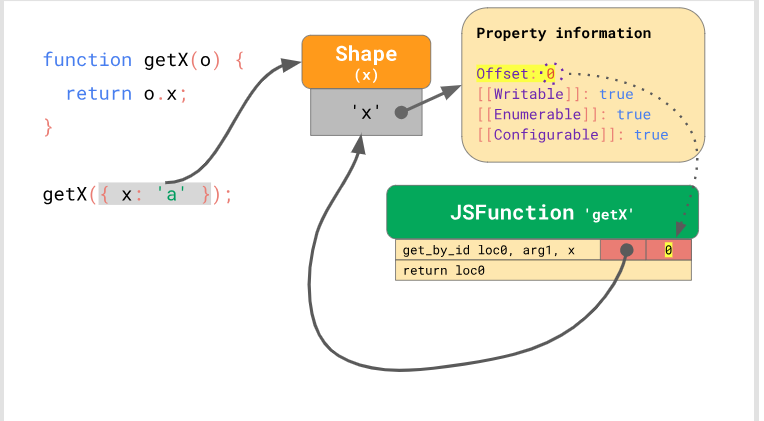 function getX(o) {
return o.x;
}
getX({ x: 'a' });
Shape
(x)
'x'
Property information
Offset: 0
[[Writable]]: true
[[Enumerable]]: true
[[Configurable]]: true
JSFunction 'getX'
get_by_id loc0, arg1, x 0
return loc0